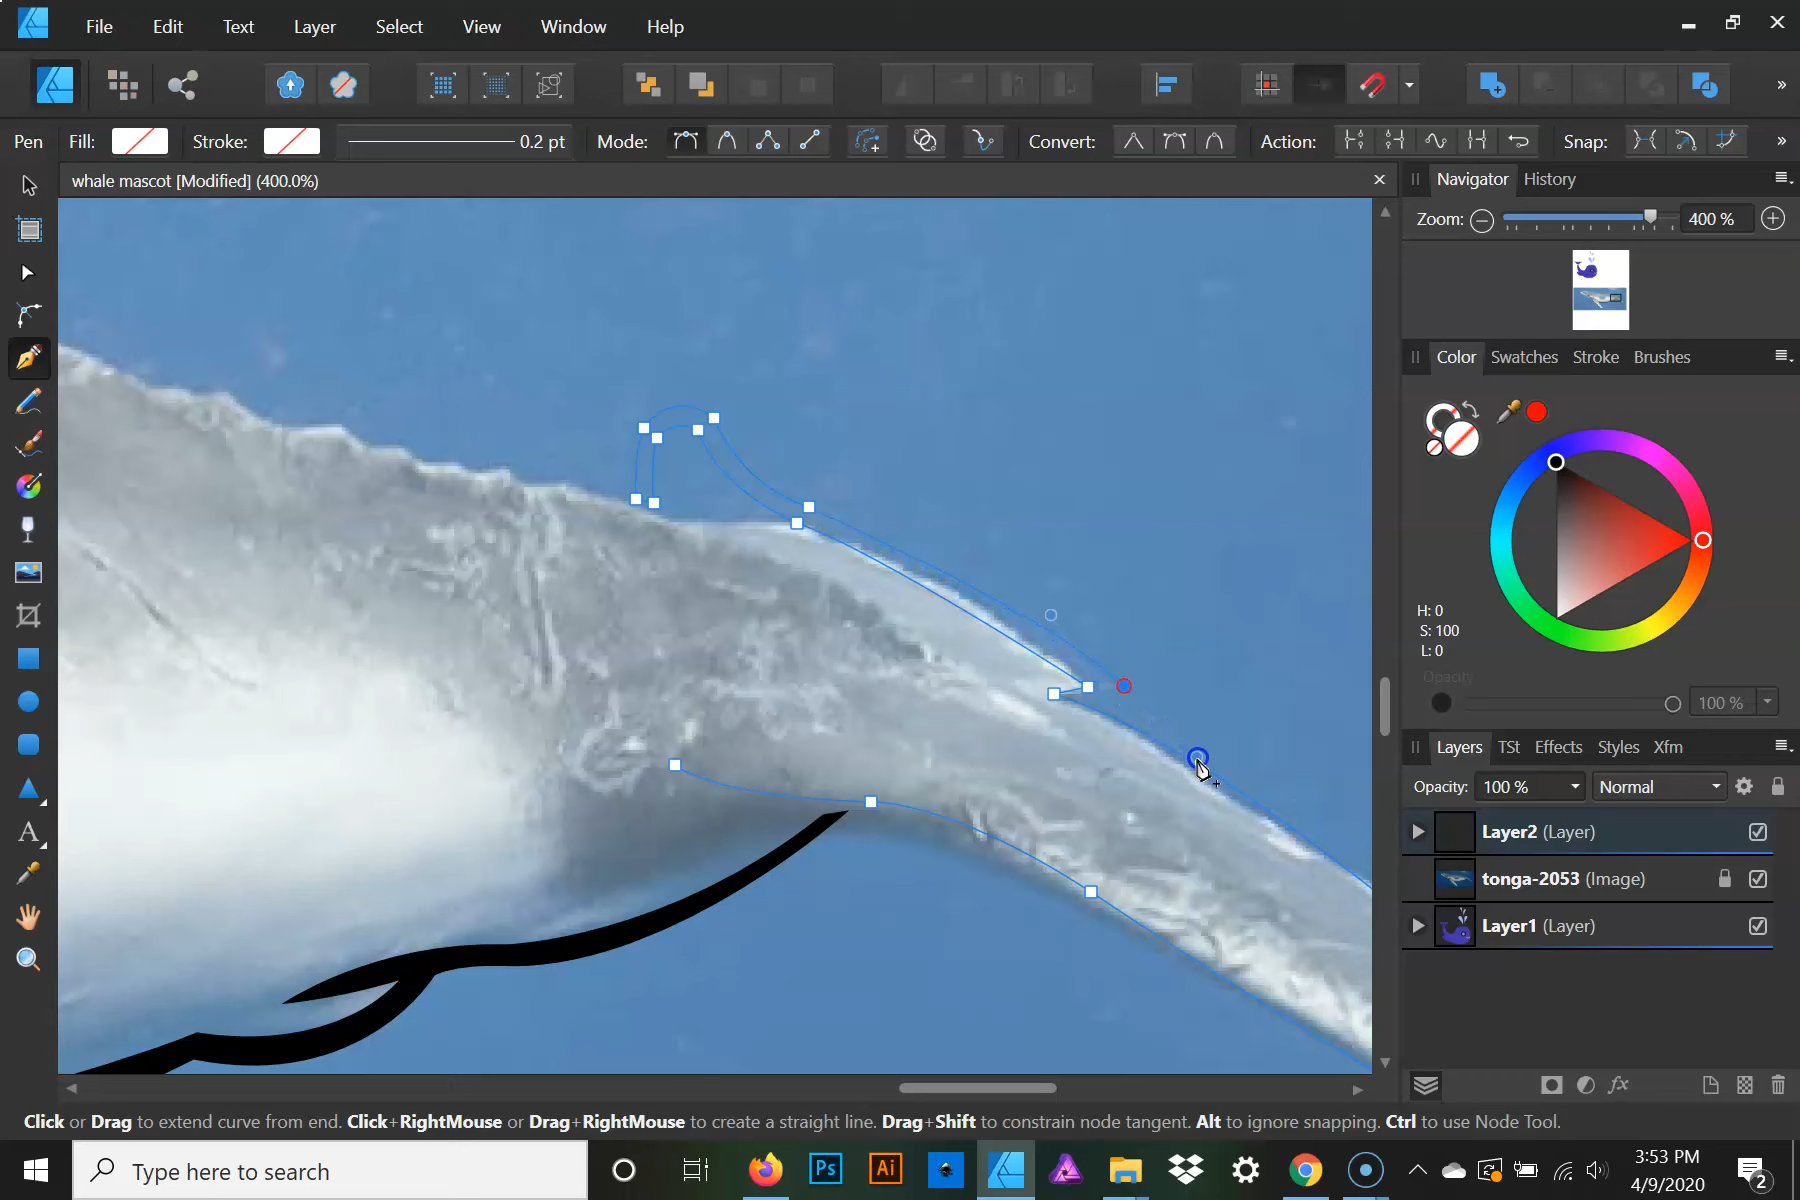 File Edit Text Layer Select View Window Help
Pen Fill: Stroke: 0.2 pt Mode: Convert: Action: Snap:
whale mascot [Modified] (400.0%)
Navigator History
Zoom: 400 %
Color Swatches Stroke Brushes
H: 0
S: 100
L: 0
Opacity
100 %
Layers TSt Effects Styles Xfm
Opacity: 100 % Normal
Layer2 (Layer)
tonga-2053 (Image)
Layer1 (Layer)
Click or Drag to extend curve from end. Click+RightMouse or Drag+RightMouse to create a straight line. Drag+Shift to constrain node tangent. Alt to ignore snapping. Ctrl to use Node Tool.
Type here to search
Ps Ai
3:53 PM
4/9/2020
2